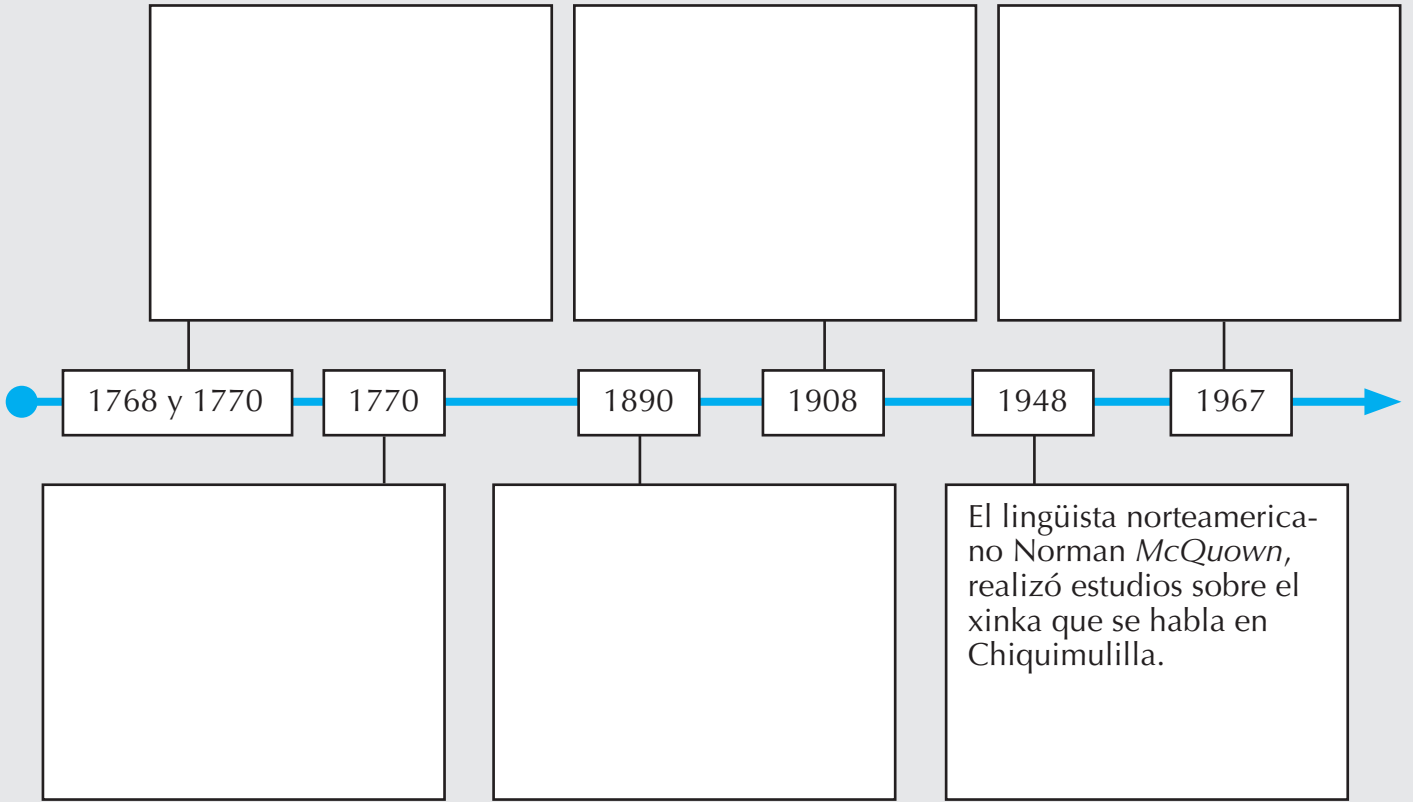 1768 y 1770
1770
1890
1908
1948
1967
El lingüista norteamerica-
no Norman McQuown,
realizó estudios sobre el
xinka que se habla en
Chiquimulilla.